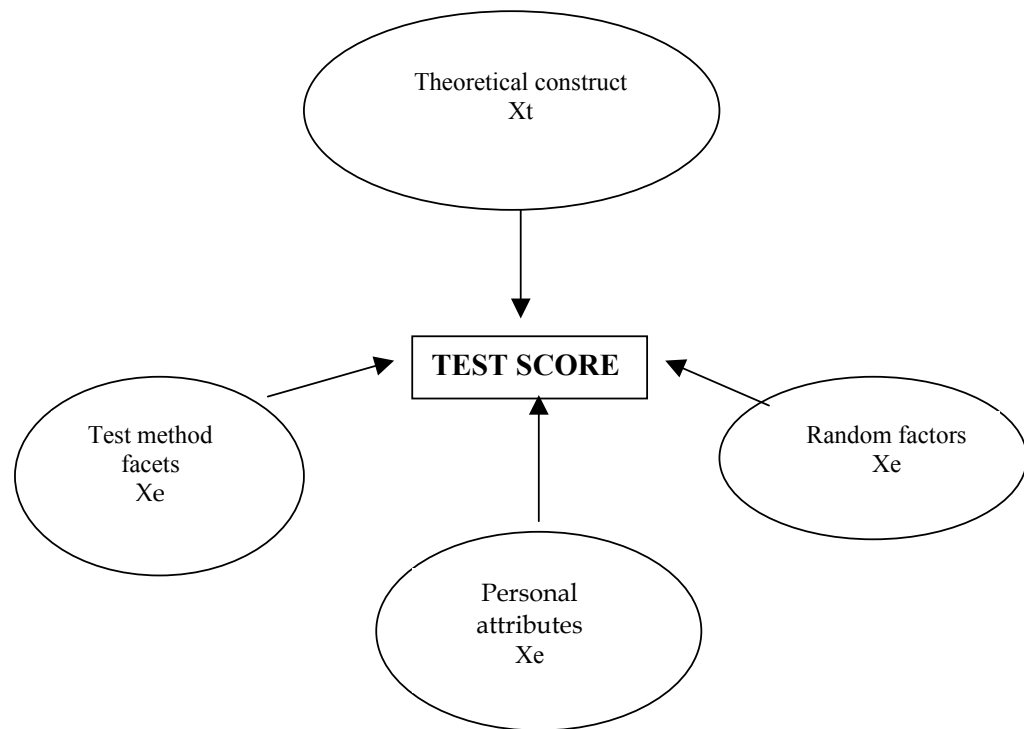 Theoretical construct
Xt
TEST SCORE
Test method
facets
Xe
Random factors
Xe
Personal
attributes
Xe